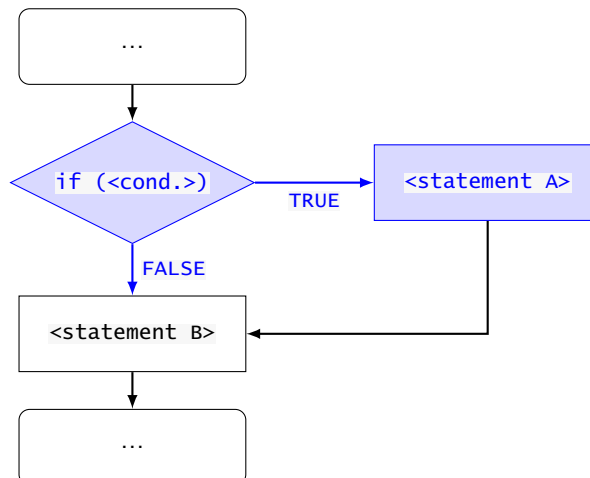 ...
if (<cond.>)
<statement A>
TRUE
FALSE
<statement B>
...